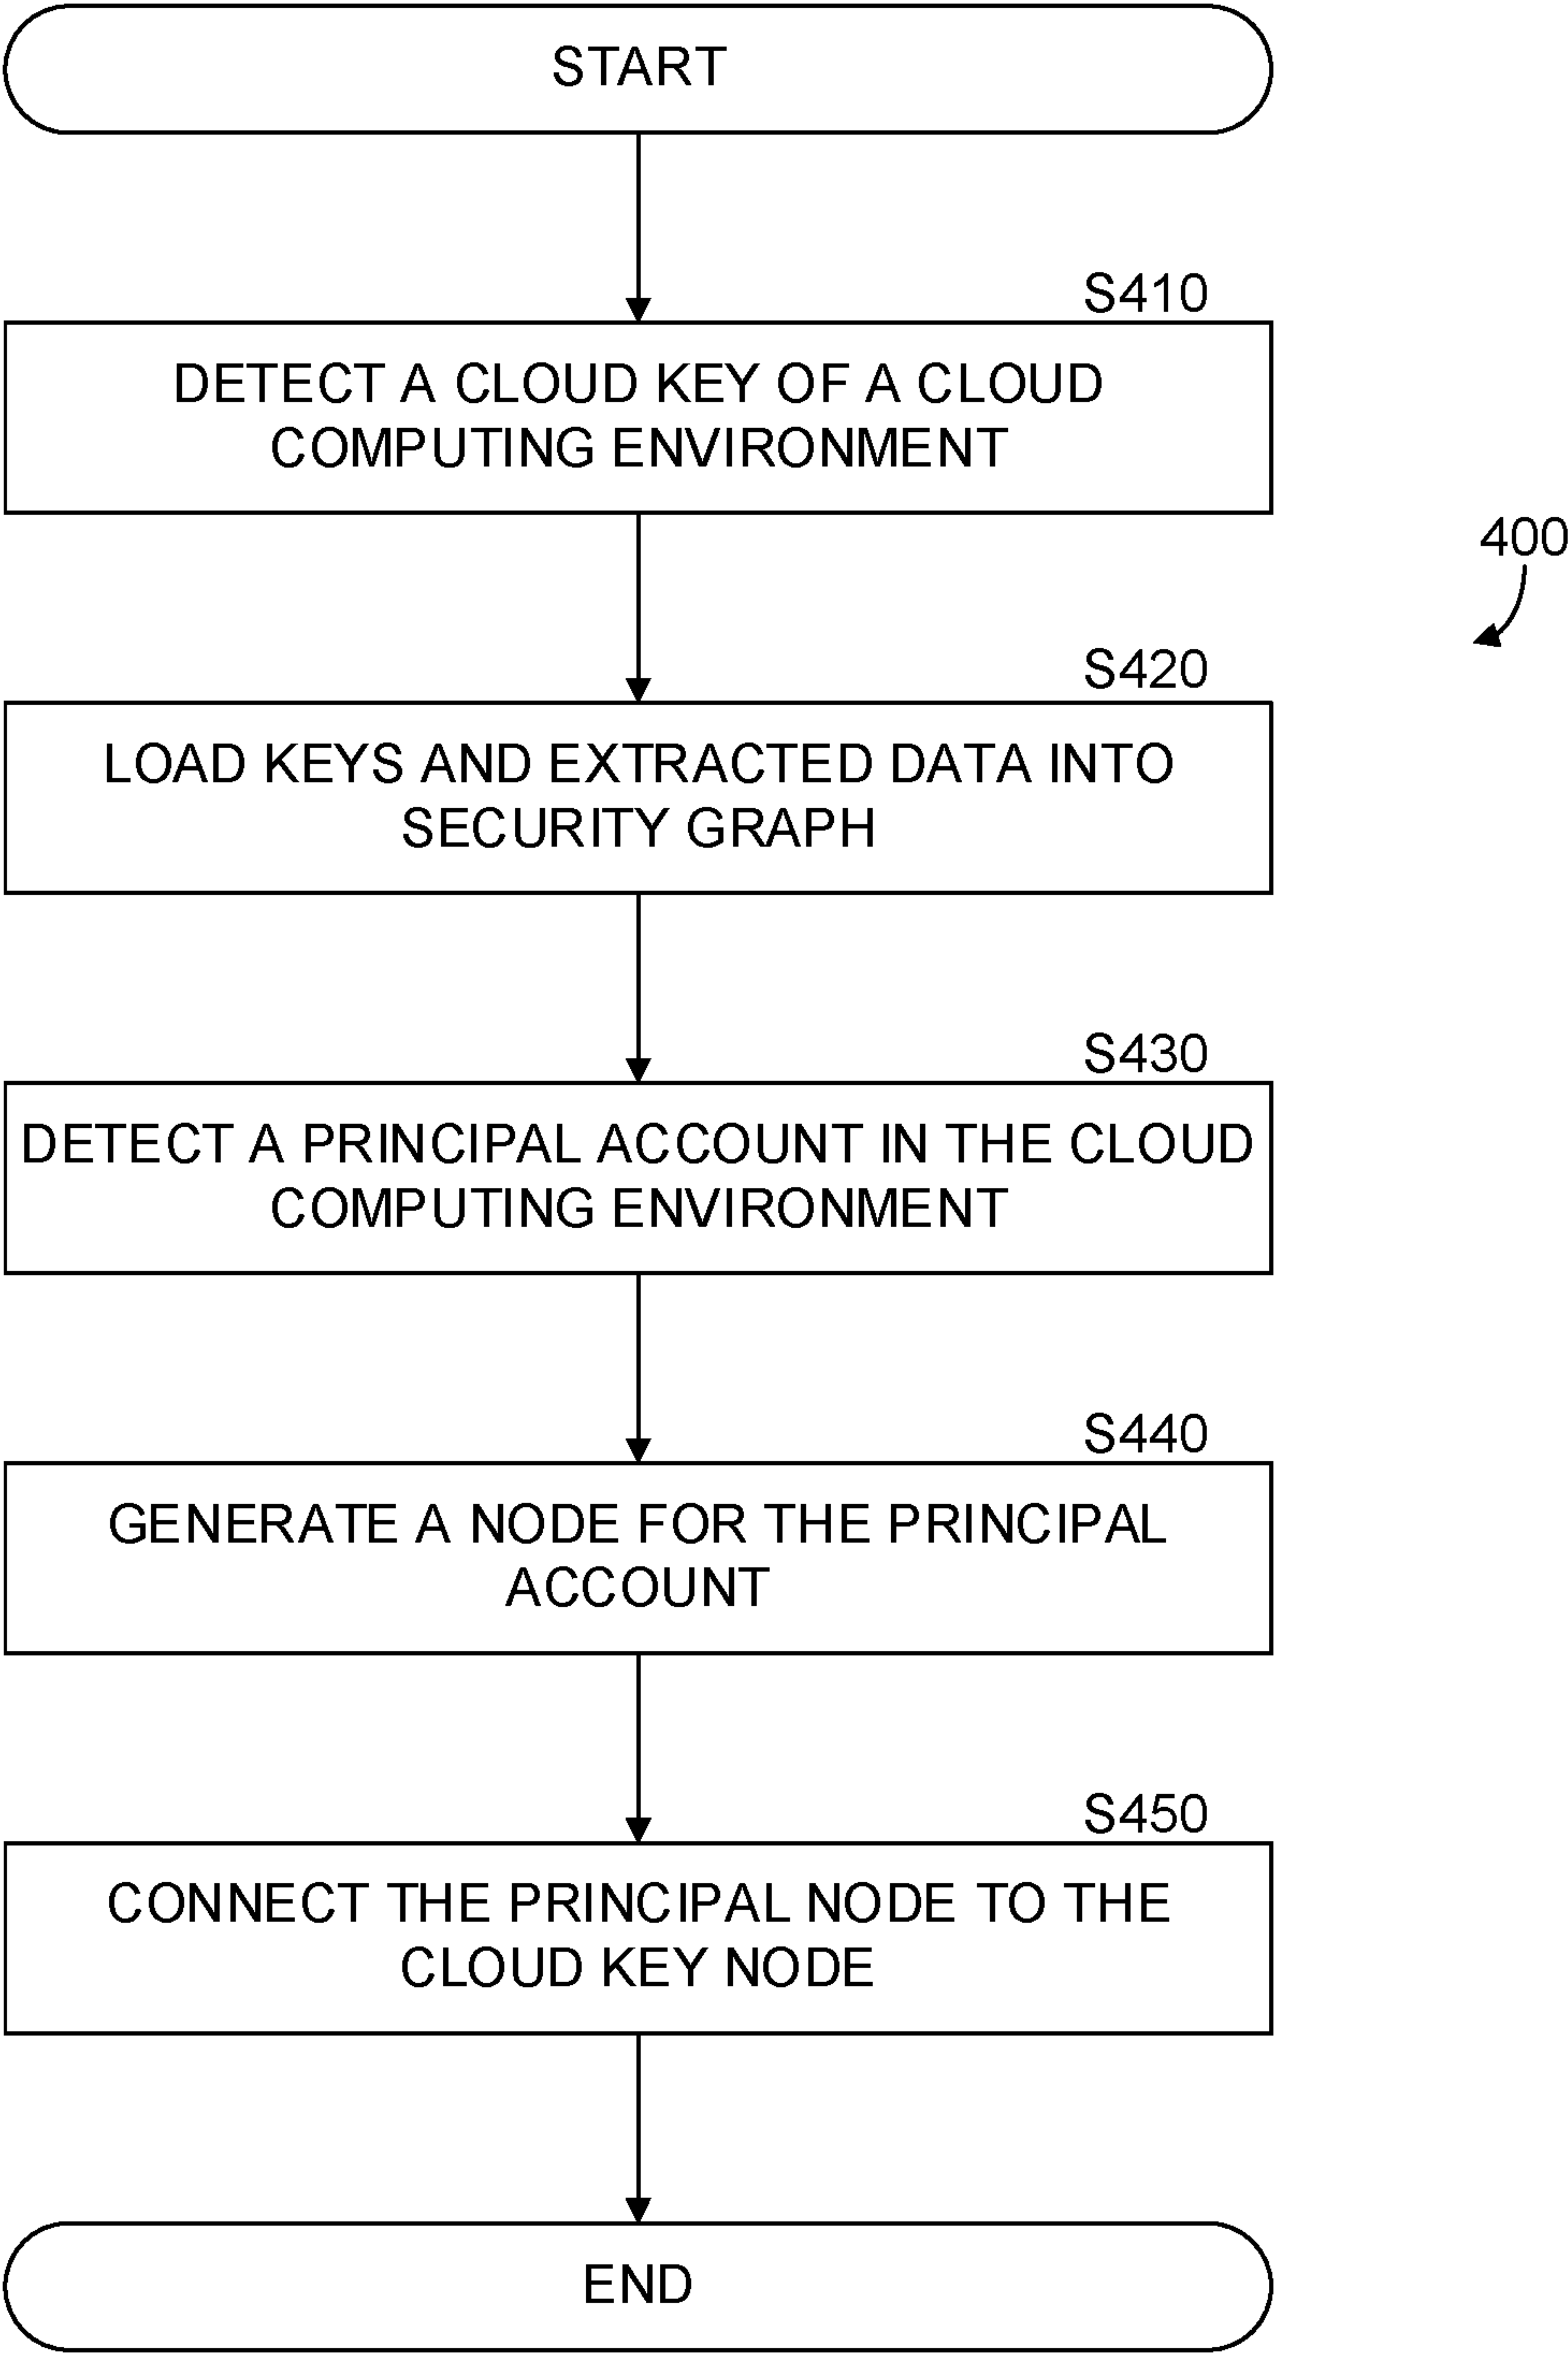 START
S410
DETECT A CLOUD KEY OF A CLOUD
COMPUTING ENVIRONMENT
400
S420
LOAD KEYS AND EXTRACTED DATA INTO
SECURITY GRAPH
S430
DETECT A PRINCIPAL ACCOUNT IN THE CLOUD
COMPUTING ENVIRONMENT
S440
GENERATE A NODE FOR THE PRINCIPAL
ACCOUNT
S450
CONNECT THE PRINCIPAL NODE TO THE
CLOUD KEY NODE
END